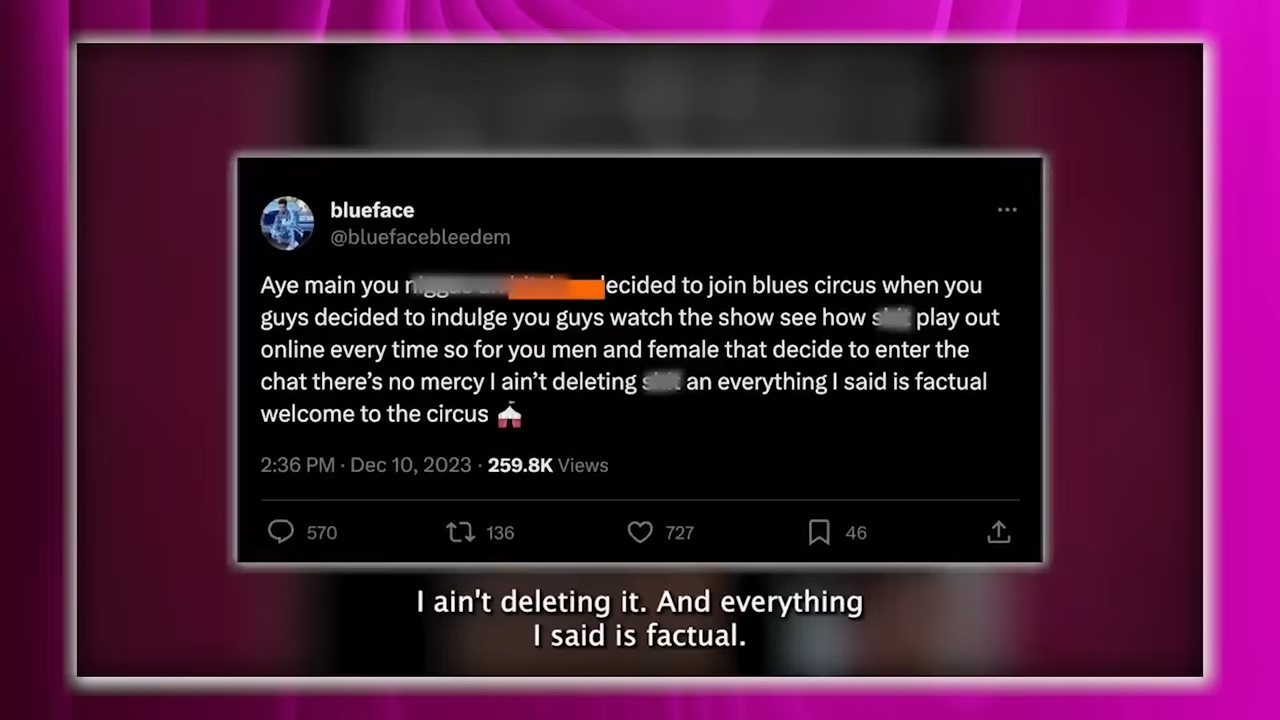 blueface
@bluefacebleedem
Aye main you decided to join blues circus when you
guys decided to indulge you guys watch the show see how play out
online every time so for you men and female that decide to enter the
chat there's no mercy I ain't deleting an everything I said is factual
welcome to the circus 🎪
2:36 PM · Dec 10, 2023 · 259.8K Views
570 136 727 46
I ain't deleting it. And everything
I said is factual.